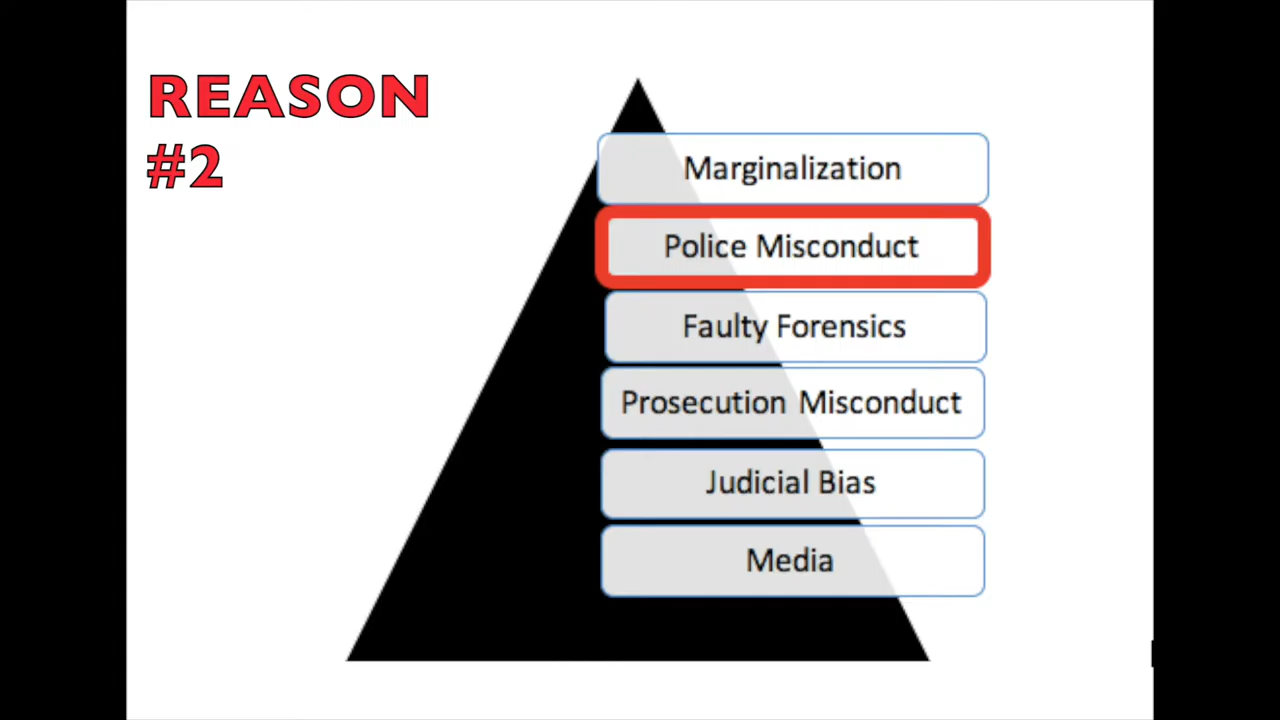 REASON
#2
Marginalization
Police Misconduct
Faulty Forensics
Prosecution Misconduct
Judicial Bias
Media